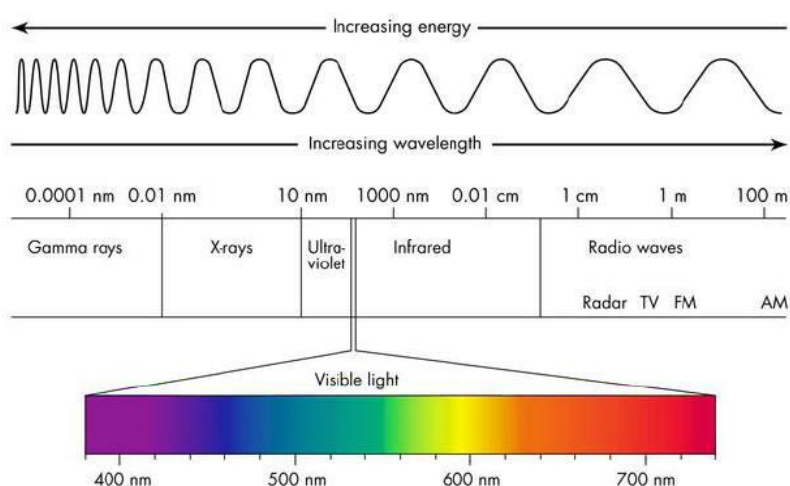 Increasing energy
Increasing wavelength
0.0001 nm 0.01 nm 10 nm 1000 nm 0.01 cm 1 cm 1 m 100 m
Gamma rays X-rays Ultra- Infrared Radio waves
violet
Radar TV FM AM
Visible light
400 nm 500 nm 600 nm 700 nm